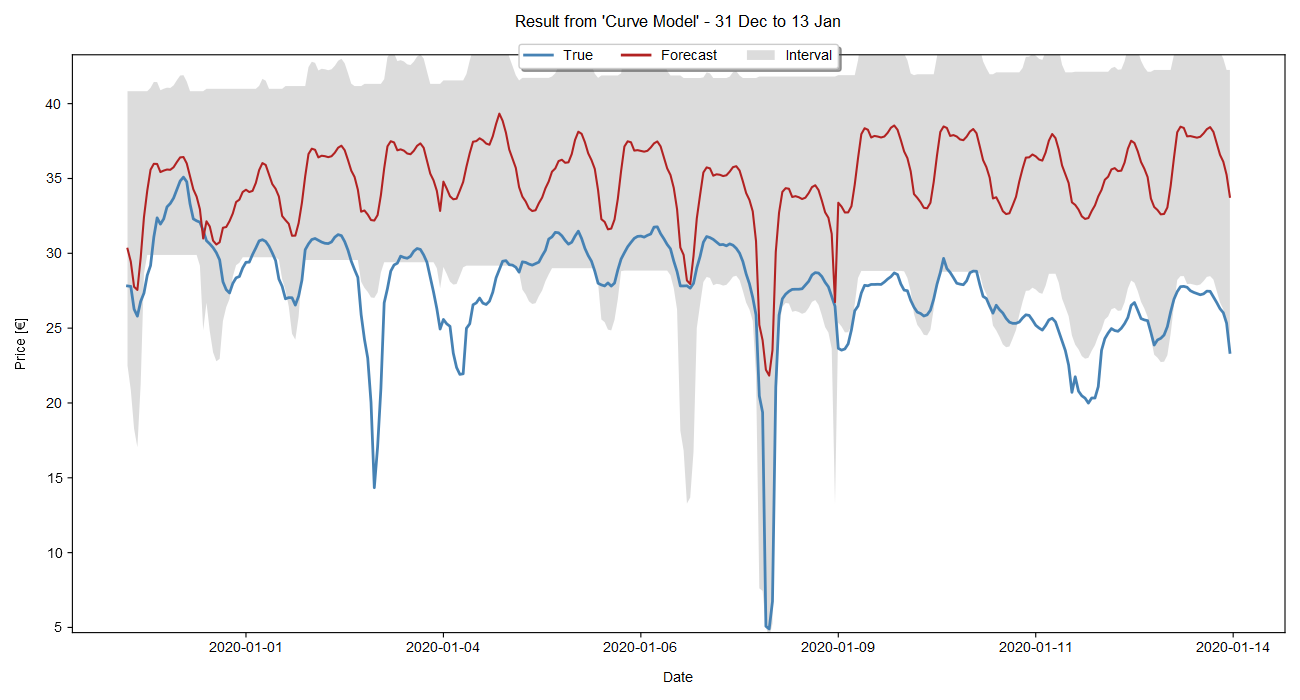 Result from 'Curve Model' - 31 Dec to 13 Jan
True Forecast Interval
Price [€]
40
35
30
25
20
15
10
5
2020-01-01 2020-01-04 2020-01-06 2020-01-09 2020-01-11 2020-01-14
Date